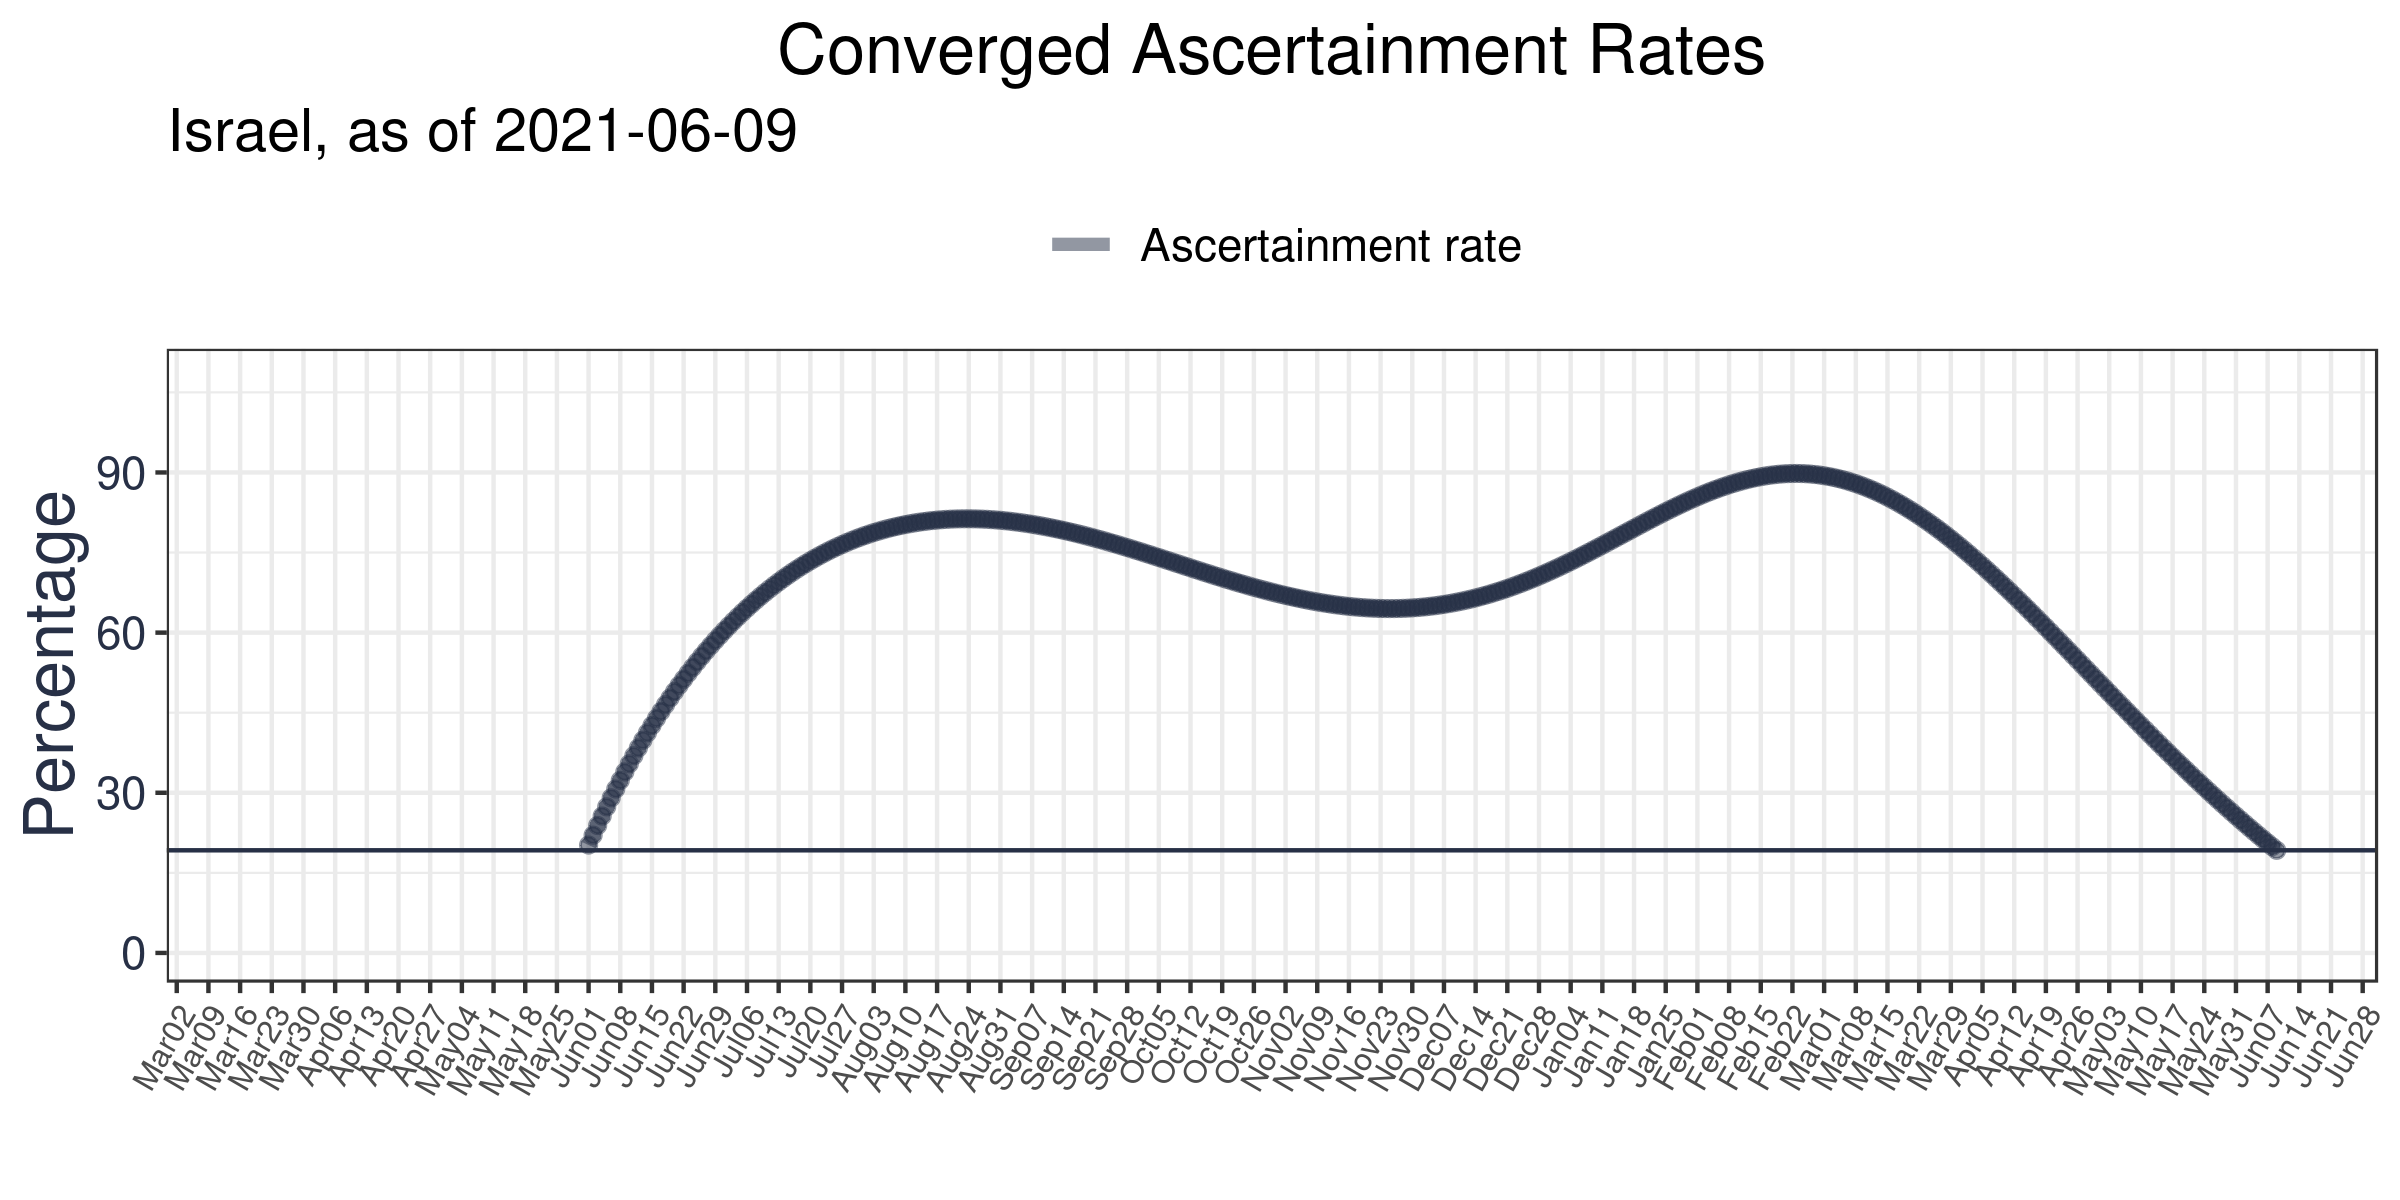 Converged Ascertainment Rates
Israel, as of 2021-06-09
Ascertainment rate
Percentage
90
60
30
0
Mar02 Mar09 Mar16 Mar23 Mar30 Apr06 Apr13 Apr20 Apr27 May04 May11 May18 May25 Jun01 Jun08 Jun15 Jun22 Jun29 Jul06 Jul13 Jul20 Jul27 Aug03 Aug10 Aug17 Aug24 Aug31 Sep07 Sep14 Sep21 Sep28 Oct05 Oct12 Oct19 Oct26 Nov02 Nov09 Nov16 Nov23 Nov30 Dec07 Dec14 Dec21 Dec28 Jan04 Jan11 Jan18 Jan25 Feb01 Feb08 Feb15 Feb22 Mar01 Mar08 Mar15 Mar22 Mar29 Apr05 Apr12 Apr19 Apr26 May03 May10 May17 May24 May31 Jun07 Jun14 Jun21 Jun28